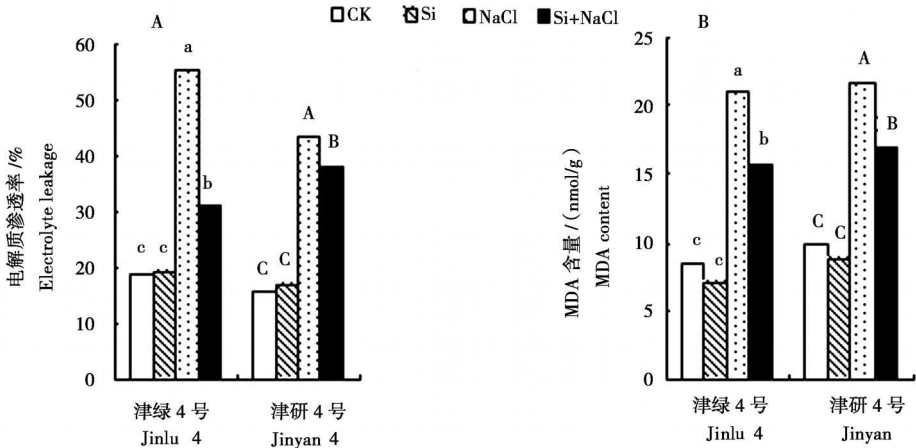 CK Si NaCl Si+NaCl
A
60
50
40
30
20
10
0
电解质渗透率/%
Electrolyte leakage
c c a b
C C A B
津绿 4 号
Jinlu 4
津研 4 号
Jinyan 4
B
25
20
15
10
5
0
MDA 含量/(nmol/g)
MDA content
c c a b
C C A B
津绿 4 号
Jinlu 4
津研 4 号
Jinyan